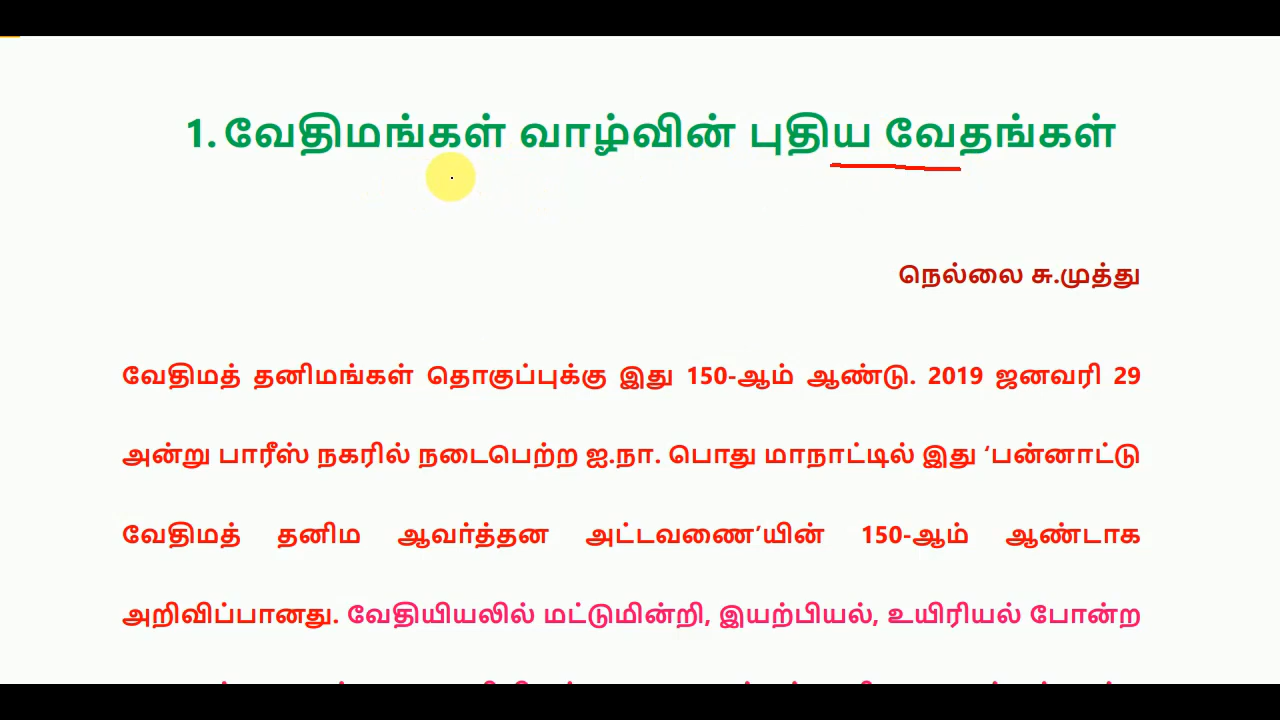 1. வேதிமங்கள் வாழ்வின் புதிய வேதங்கள்
நெல்லை சு.முத்து
வேதிமத் தனிமங்கள் தொகுப்புக்கு இது 150-ஆம் ஆண்டு. 2019 ஜனவரி 29
அன்று பாரீஸ் நகரில் நடைபெற்ற ஐ.நா. பொது மாநாட்டில் இது ‘பன்னாட்டு
வேதிமத் தனிம ஆவர்த்தன அட்டவணை’யின் 150-ஆம் ஆண்டாக
அறிவிப்பானது. வேதியியலில் மட்டுமின்றி, இயற்பியல், உயிரியல் போன்ற